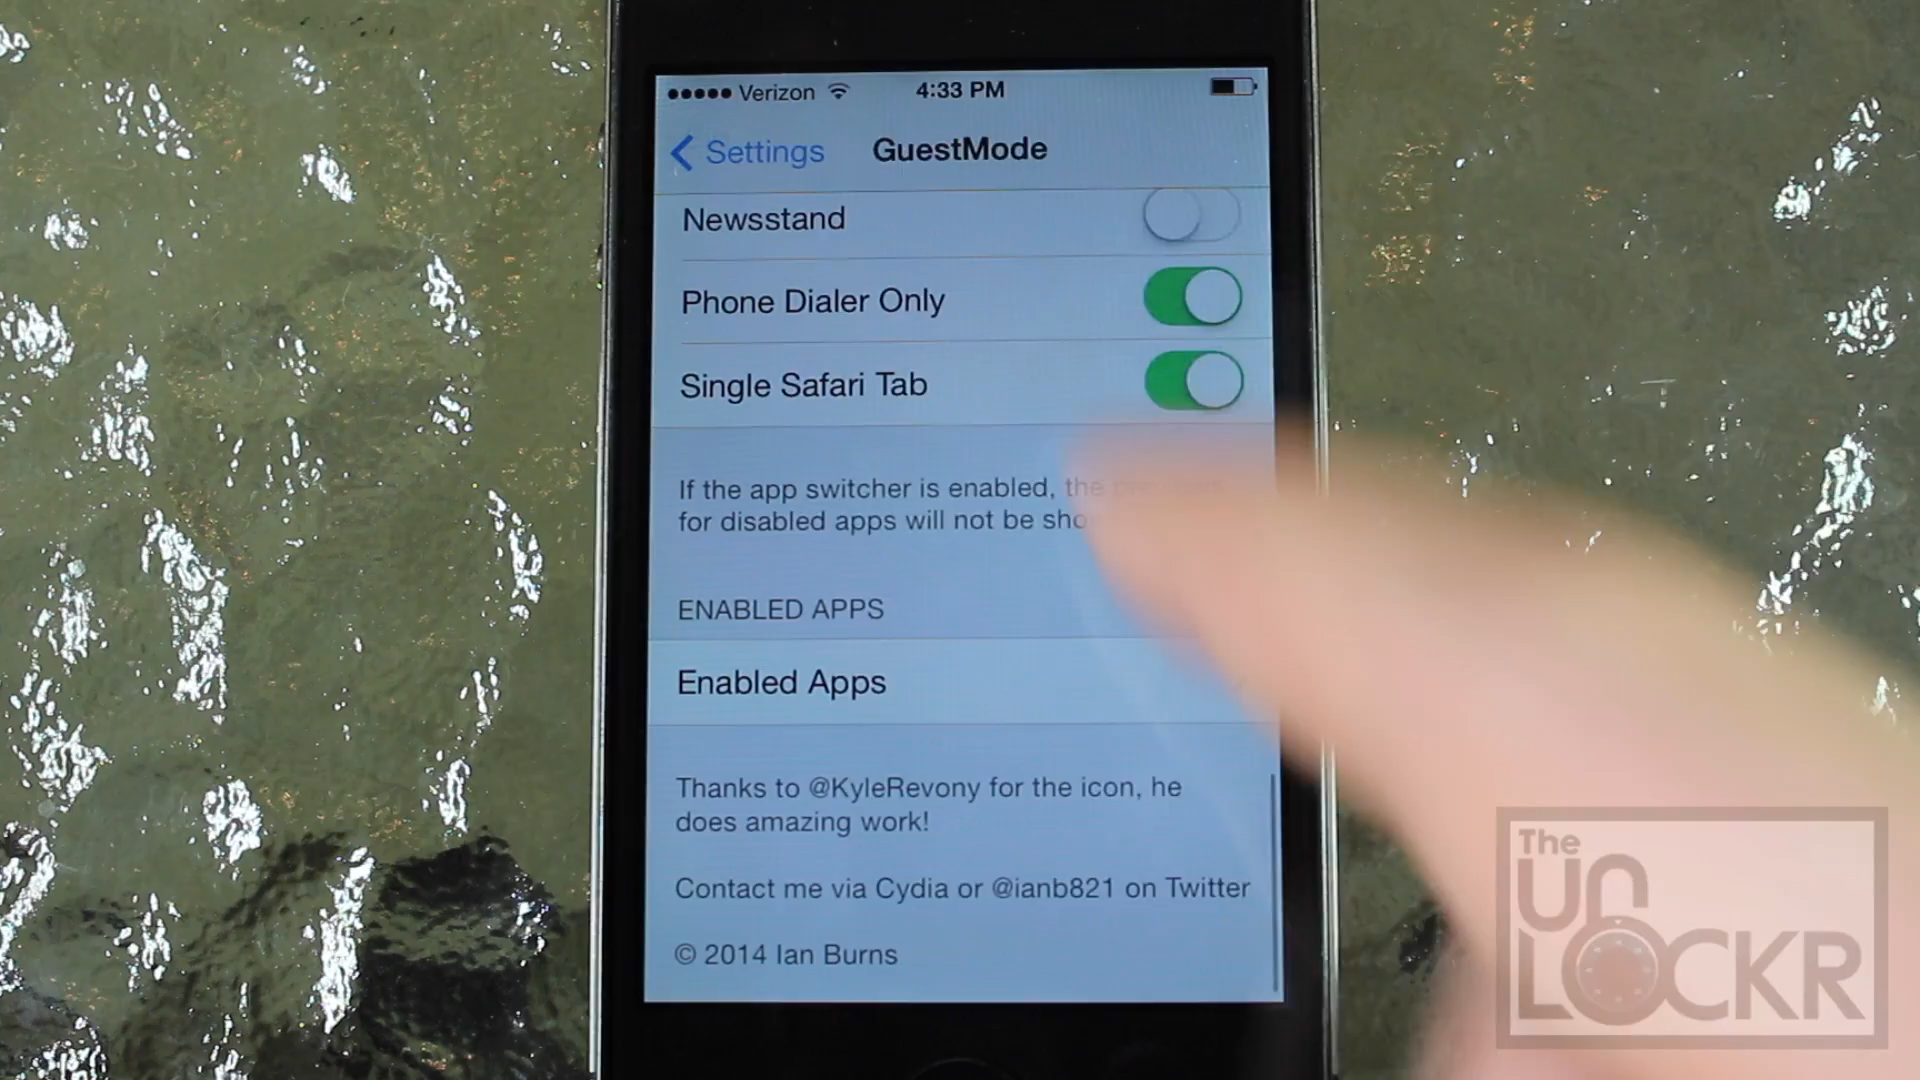 Verizon 4:33 PM
Settings GuestMode
Newsstand
Phone Dialer Only
Single Safari Tab
If the app switcher is enabled, the
for disabled apps will not be
ENABLED APPS
Enabled Apps
Thanks to @KyleRevony for the icon, he
does amazing work!
Contact me via Cydia or @ianb821 on Twitter
© 2014 Ian Burns
The
UN
LOCKR